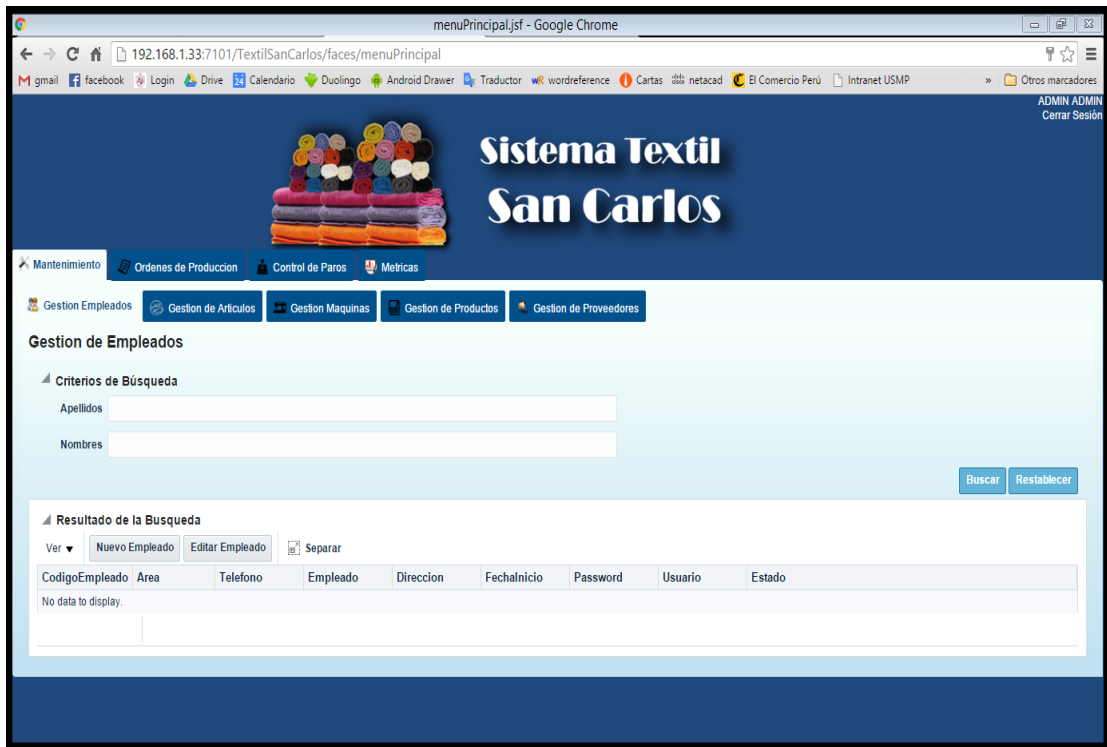 menuPrincipal.jsf - Google Chrome
192.168.1.33:7101/TextilSanCarlos/faces/menuPrincipal
gmail facebook Login Drive 24 Calendario Duolingo Android Drawer Traductor WR wordreference Cartas netacad El Comercio Perú Intranet USMP » Otros marcadores
ADMIN ADMIN
Cerrar Sesión
Sistema Textil
San Carlos
Mantenimiento Ordenes de Produccion Control de Paros Metricas
Gestion Empleados Gestion de Articulos Gestion Maquinas Gestion de Productos Gestion de Proveedores
Gestion de Empleados
Criterios de Búsqueda
Apellidos
Nombres
Buscar Restablecer
Resultado de la Busqueda
Ver Nuevo Empleado Editar Empleado Separar
CodigoEmpleado Area Telefono Empleado Direccion FechaInicio Password Usuario Estado
No data to display.